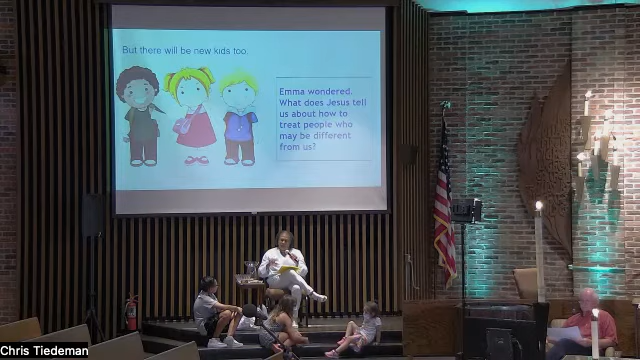 But there will be new kids too.
Emma wondered.
What does Jesus tell
us about how to
treat people who
may be different
from us?
Chris Tiedeman